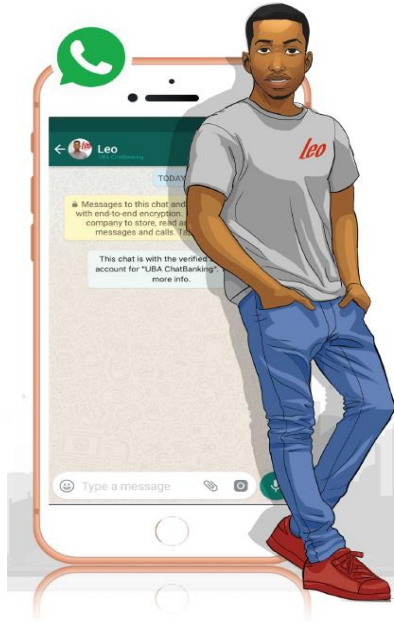 Leo
UBA ChatBanking
TODAY
Messages to this chat and
with end-to-end encryption.
company to store, read
messages and calls.
This chat is with the verified
account for "UBA ChatBanking".
more info.
Type a message
Leo